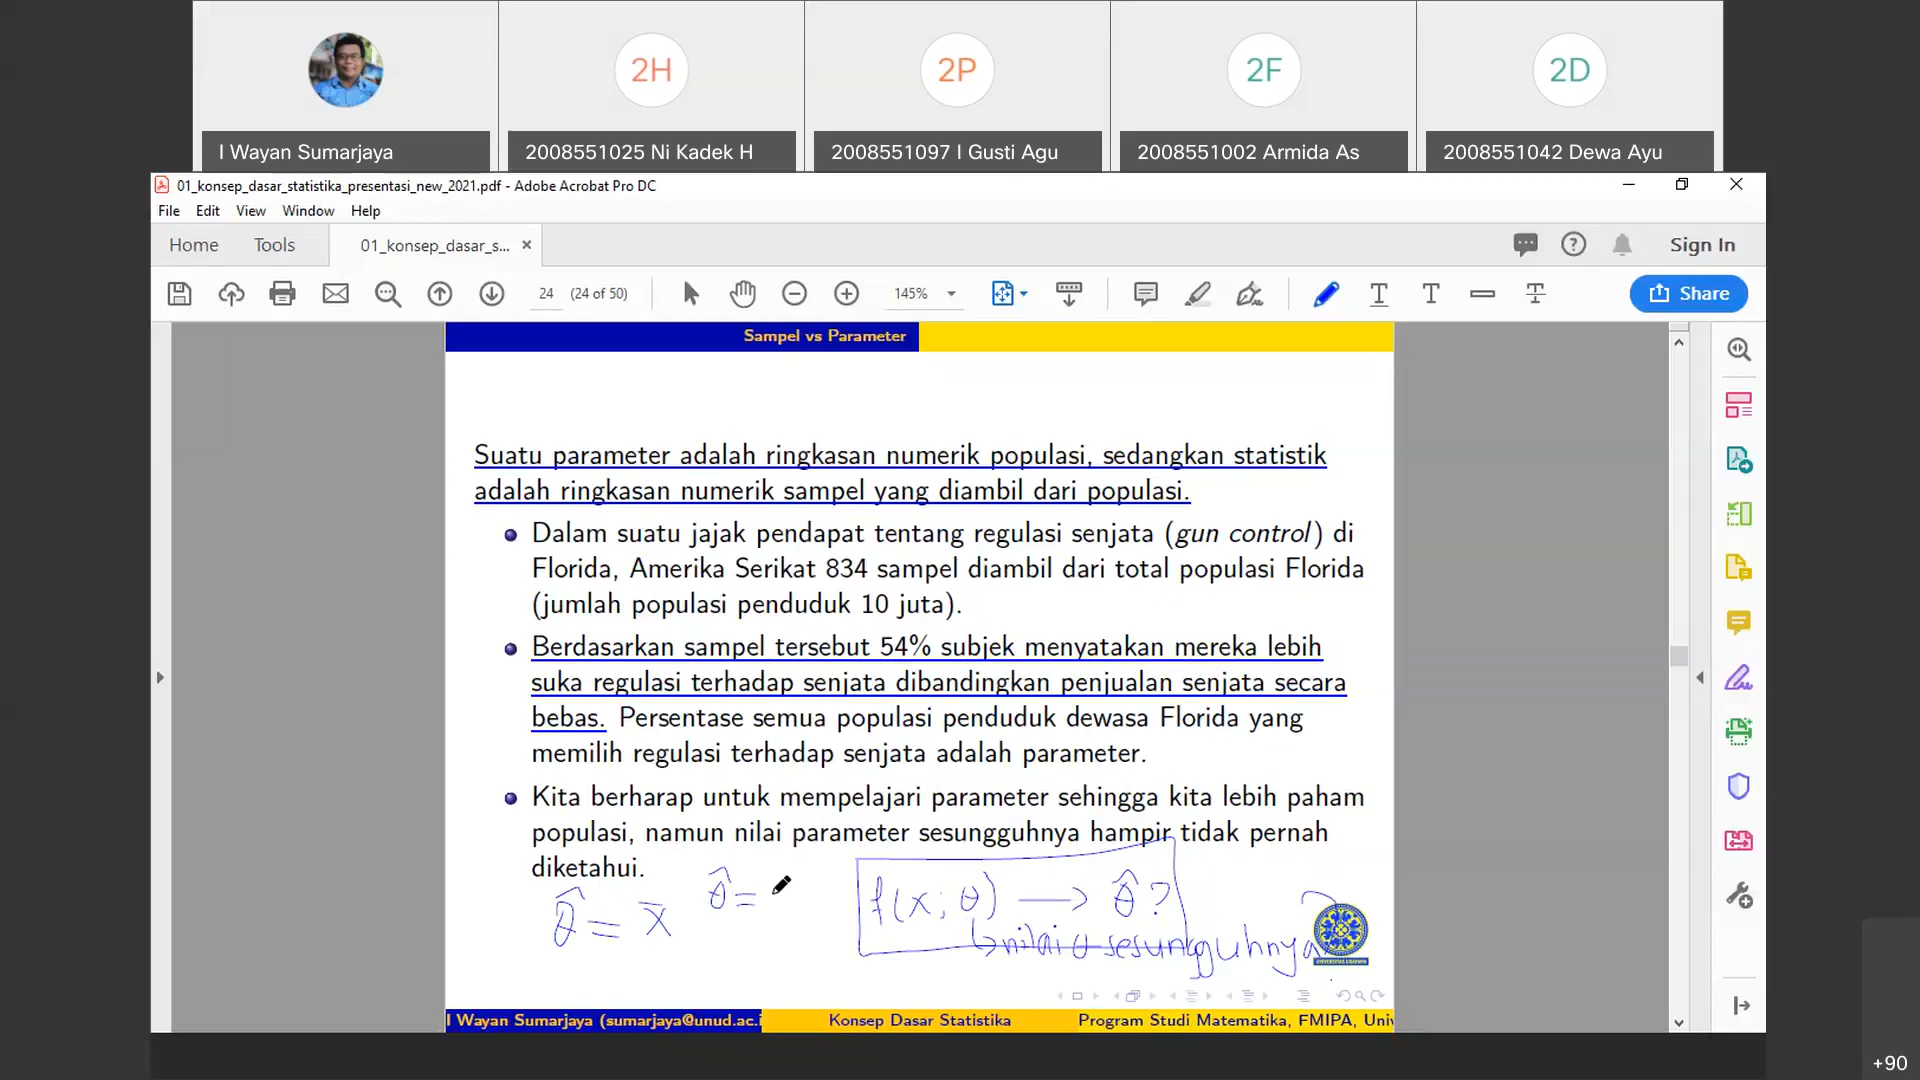 2H
2P
2F
2D
I Wayan Sumarjaya
2008551025 Ni Kadek H
2008551097 I Gusti Agu
2008551002 Armida As
2008551042 Dewa Ayu
01_konsep_dasar_statistika_presentasi_new_2021.pdf - Adobe Acrobat Pro DC
File Edit View Window Help
Home Tools 01_konsep_dasar_s... × Sign In
24 (24 of 50) 145% Share
Sampel vs Parameter
Suatu parameter adalah ringkasan numerik populasi, sedangkan statistik
adalah ringkasan numerik sampel yang diambil dari populasi.
Dalam suatu jajak pendapat tentang regulasi senjata (gun control) di
Florida, Amerika Serikat 834 sampel diambil dari total populasi Florida
(jumlah populasi penduduk 10 juta).
Berdasarkan sampel tersebut 54% subjek menyatakan mereka lebih
suka regulasi terhadap senjata dibandingkan penjualan senjata secara
bebas. Persentase semua populasi penduduk dewasa Florida yang
memilih regulasi terhadap senjata adalah parameter.
Kita berharap untuk mempelajari parameter sehingga kita lebih paham
populasi, namun nilai parameter sesungguhnya hampir tidak pernah
diketahui.
θ̂ = x̄ θ̂ = f(x; θ) → θ̂ ?
↳ nilai θ sesungguhnya
I Wayan Sumarjaya (sumarjaya@unud.ac.i Konsep Dasar Statistika Program Studi Matematika, FMIPA, Univ
+90